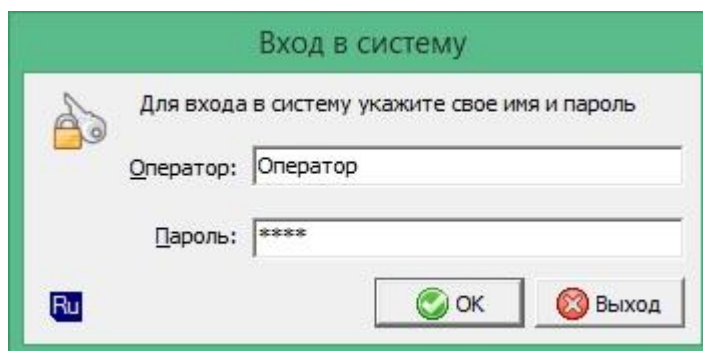 Вход в систему
Для входа в систему укажите свое имя и пароль
Оператор: Оператор
Пароль: ****
Ru OK Выход